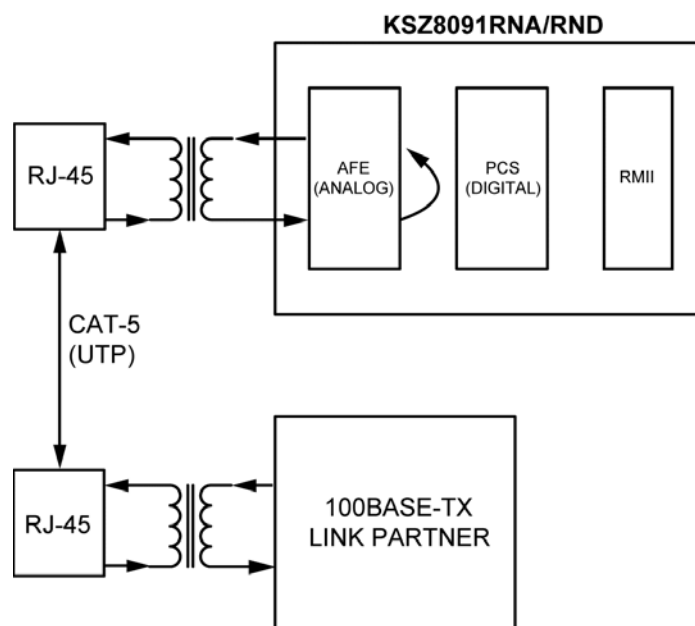 KSZ8091RNA/RND
RJ-45
AFE
(ANALOG)
PCS
(DIGITAL)
RMII
CAT-5
(UTP)
RJ-45
100BASE-TX
LINK PARTNER